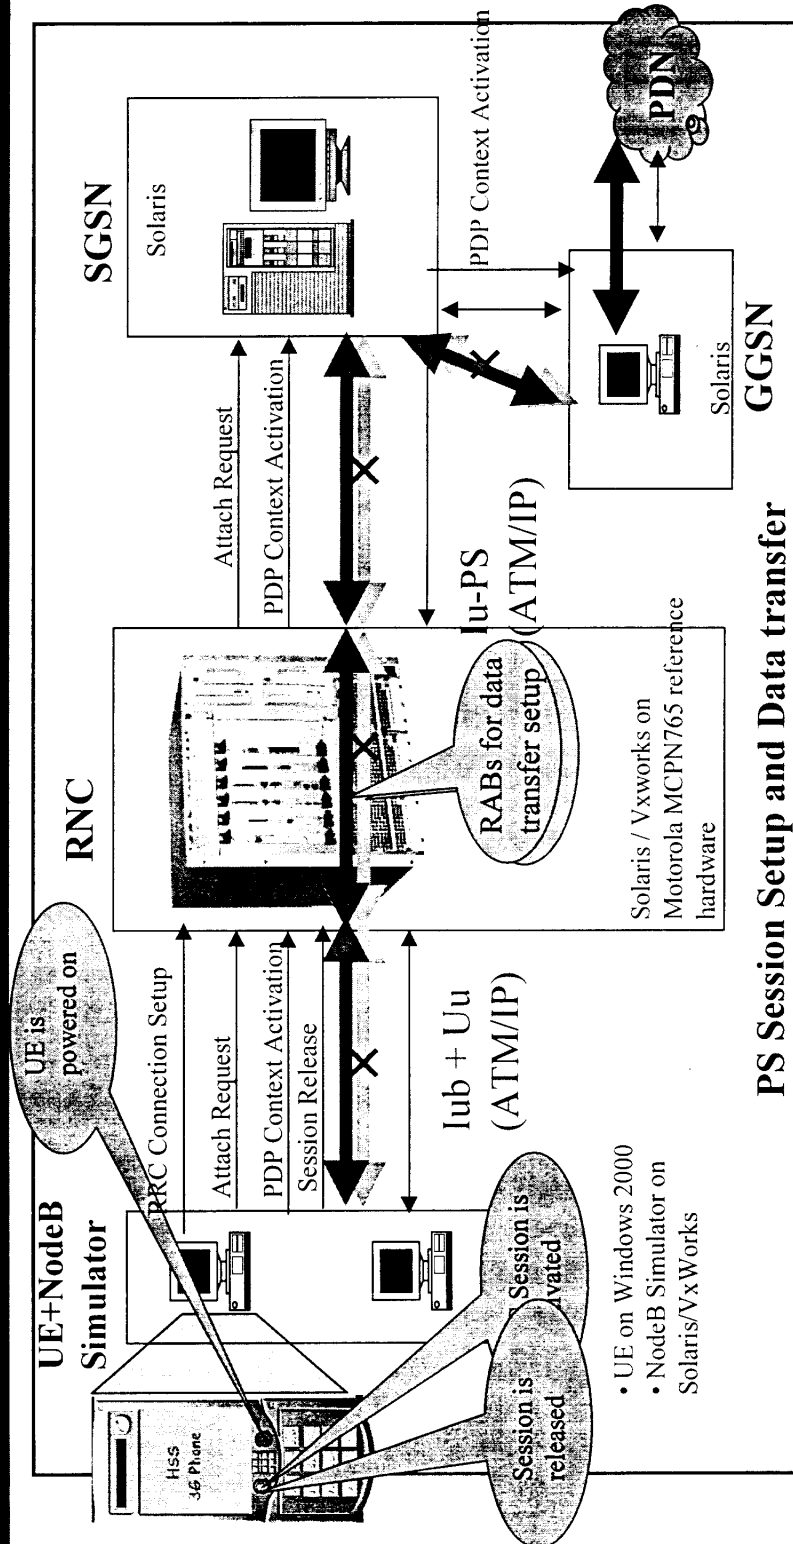 UE+NodeB
Simulator
RNC
SGSN
UE is
powered on
RRC Connection Setup
Attach Request
PDP Context Activation
Session Release
Attach Request
PDP Context Activation
Solaris
PDP Context Activation
HSS
3G Phone
Session is
Session is
released
Iub + Uu
(ATM/IP)
RABs for data
transfer setup
Iu-PS
(ATM/IP)
PDN
Solaris
GGSN
• UE on Windows 2000
• NodeB Simulator on
Solaris/VxWorks
Solaris / Vxworks on
Motorola MCPN765 reference
hardware
PS Session Setup and Data transfer